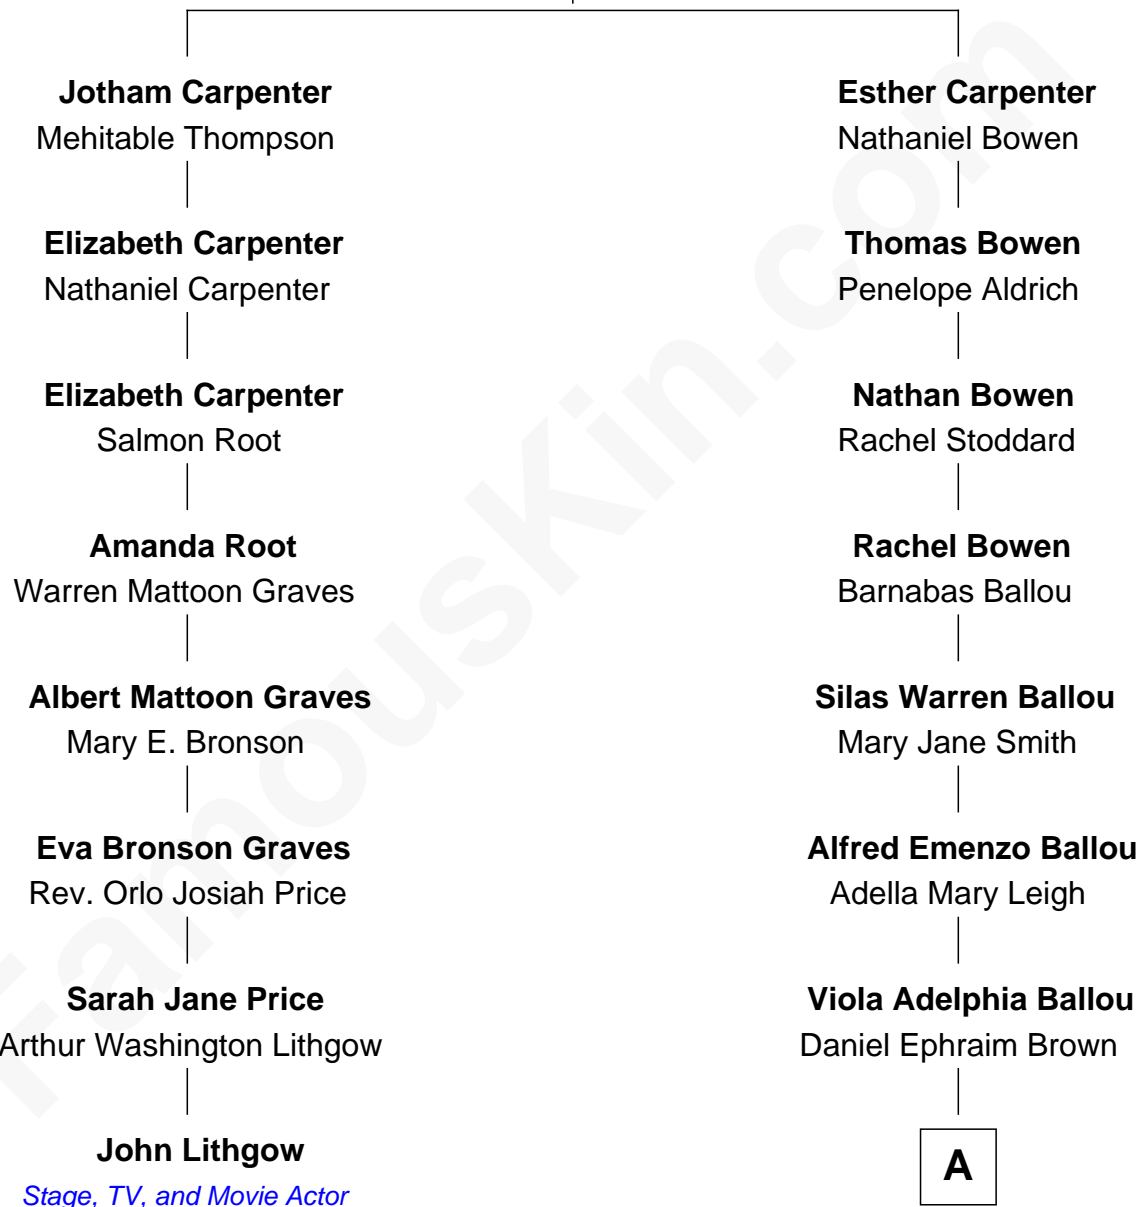 Jotham Carpenter
Mehitable Thompson
Elizabeth Carpenter
Nathaniel Carpenter
Elizabeth Carpenter
Salmon Root
Amanda Root
Warren Mattoon Graves
Albert Mattoon Graves
Mary E. Bronson
Eva Bronson Graves
Rev. Orlo Josiah Price
Sarah Jane Price
Arthur Washington Lithgow
John Lithgow
Stage, TV, and Movie Actor
Esther Carpenter
Nathaniel Bowen
Thomas Bowen
Penelope Aldrich
Nathan Bowen
Rachel Stoddard
Rachel Bowen
Barnabas Ballou
Silas Warren Ballou
Mary Jane Smith
Alfred Emenzo Ballou
Adella Mary Leigh
Viola Adelphia Ballou
Daniel Ephraim Brown
A
FamousKin.com